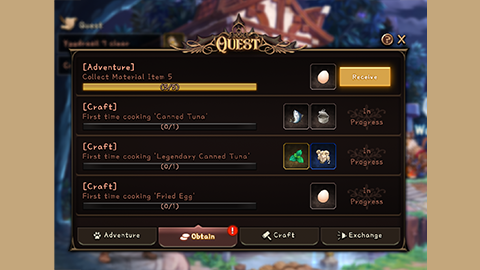 Quest
QUEST
? X
[Adventure]
Collect Material Item 5
Receive
[Craft]
First time cooking 'Canned Tuna'
(0/1)
In
Progress
[Craft]
First time cooking 'Legendary Canned Tuna'
(0/1)
In
Progress
[Craft]
First time cooking 'Fried Egg'
(0/1)
In
Progress
Adventure
Obtain
!
Craft
Exchange